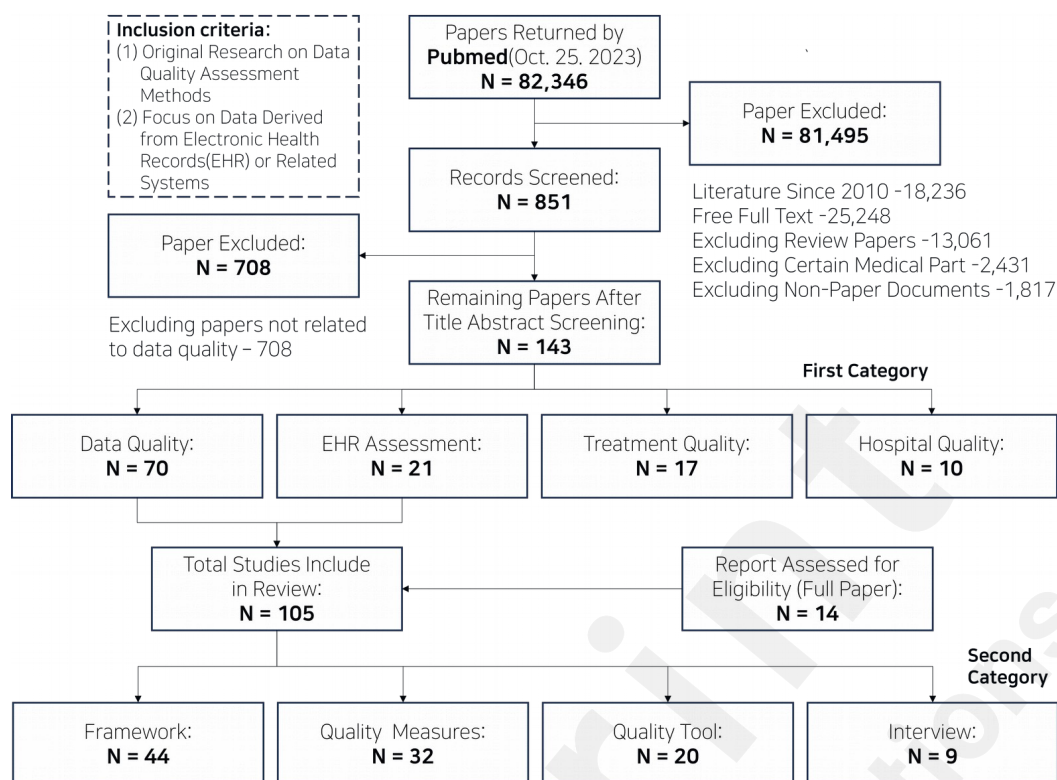 Inclusion criteria:
(1) Original Research on Data
Quality Assessment
Methods
(2) Focus on Data Derived
from Electronic Health
Records(EHR) or Related
Systems
Papers Returned by
Pubmed(Oct. 25. 2023)
N = 82,346
Paper Excluded:
N = 81,495
Records Screened:
N = 851
Literature Since 2010 -18,236
Free Full Text -25,248
Excluding Review Papers -13,061
Excluding Certain Medical Part -2,431
Excluding Non-Paper Documents -1,817
Paper Excluded:
N = 708
Excluding papers not related
to data quality – 708
Remaining Papers After
Title Abstract Screening:
N = 143
First Category
Data Quality:
N = 70
EHR Assessment:
N = 21
Treatment Quality:
N = 17
Hospital Quality:
N = 10
Total Studies Include
in Review:
N = 105
Report Assessed for
Eligibility (Full Paper):
N = 14
Second
Category
Framework:
N = 44
Quality Measures:
N = 32
Quality Tool:
N = 20
Interview:
N = 9
rint
tions